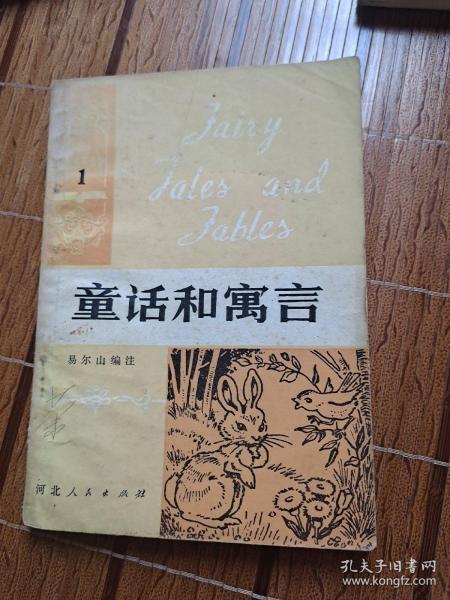 Fairy
1
Tales and
Fables
童话和寓言
易尔山编注
河北人民出版社
孔夫子旧书网
www.kongfz.com